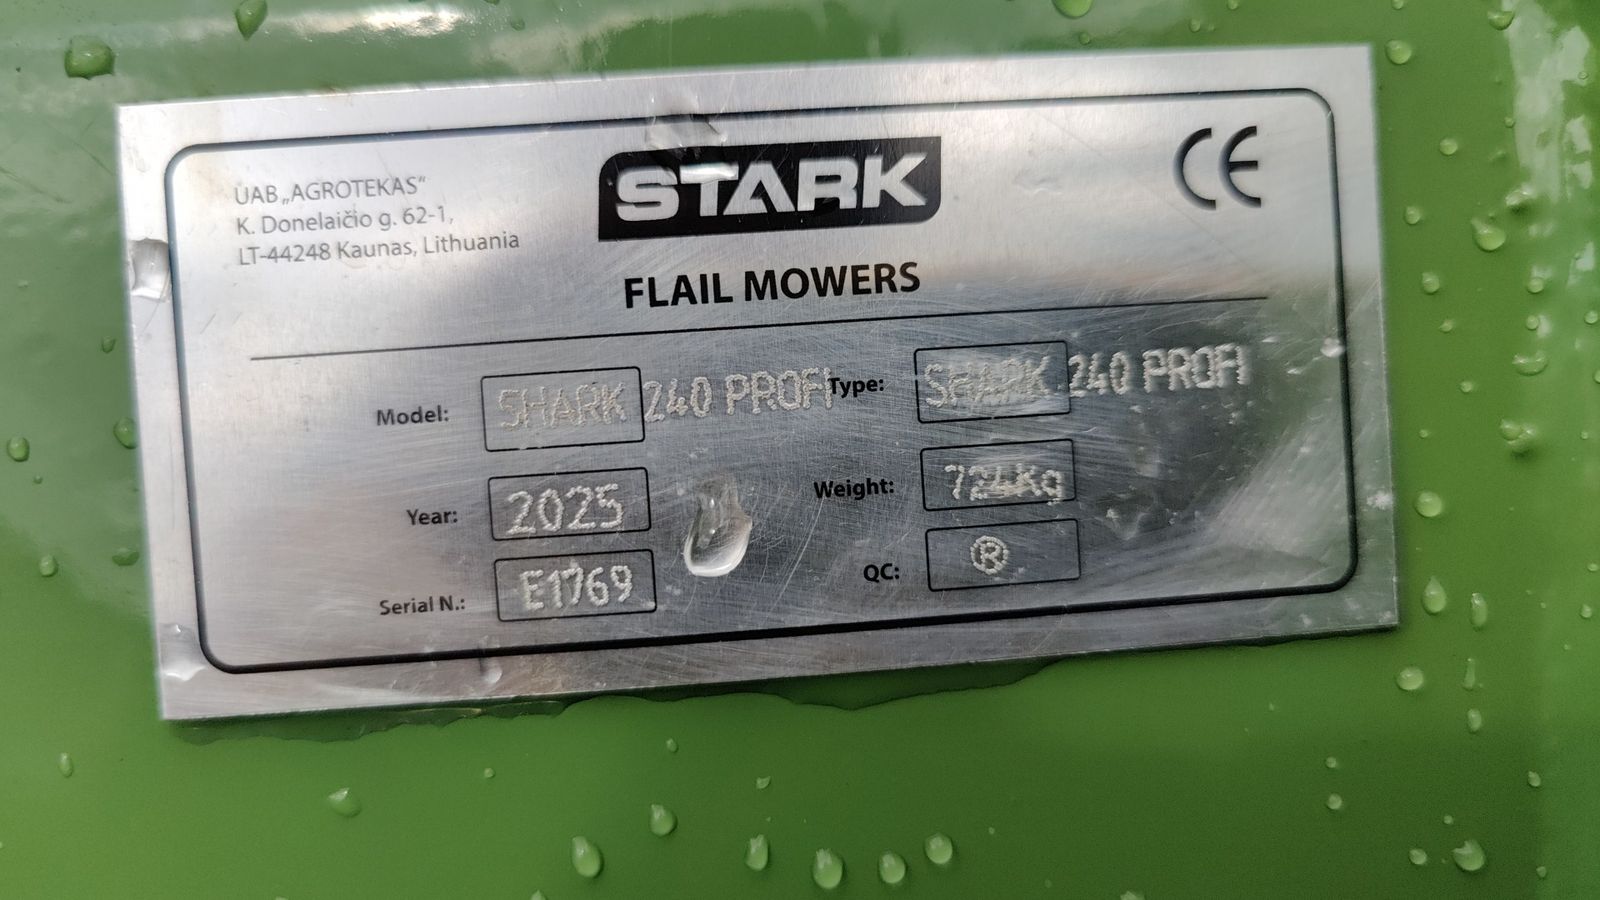 UAB „AGROTEKAS“
K. Donelaičio g. 62-1,
LT-44248 Kaunas, Lithuania
STARK
CE
FLAIL MOWERS
Model: SHARK 240 PROFI
Type: SHARK 240 PROFI
Year: 2025
Weight: 724Kg
Serial N.: E1769
QC: ®